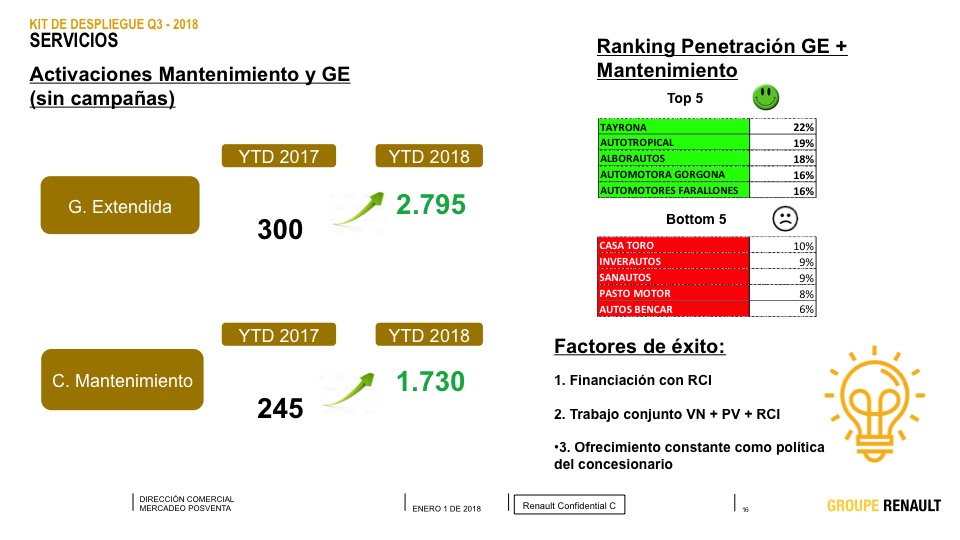 KIT DE DESPLIEGUE Q3 - 2018
SERVICIOS
Activaciones Mantenimiento y GE
(sin campañas)
YTD 2017
YTD 2018
G. Extendida
300
2.795
YTD 2017
YTD 2018
C. Mantenimiento
245
1.730
Ranking Penetración GE +
Mantenimiento
Top 5
TAYRONA 22%
AUTOTROPICAL 19%
ALBORAUTOS 18%
AUTOMOTORA GORGONA 16%
AUTOMOTORES FARALLONES 16%
Bottom 5
CASA TORO 10%
INVERAUTOS 9%
SANAUTOS 9%
PASTO MOTOR 8%
AUTOS BENCAR 6%
Factores de éxito:
1. Financiación con RCI
2. Trabajo conjunto VN + PV + RCI
•3. Ofrecimiento constante como política
del concesionario
DIRECCIÓN COMERCIAL
MERCADEO POSVENTA
ENERO 1 DE 2018
Renault Confidential C
16
GROUPE RENAULT